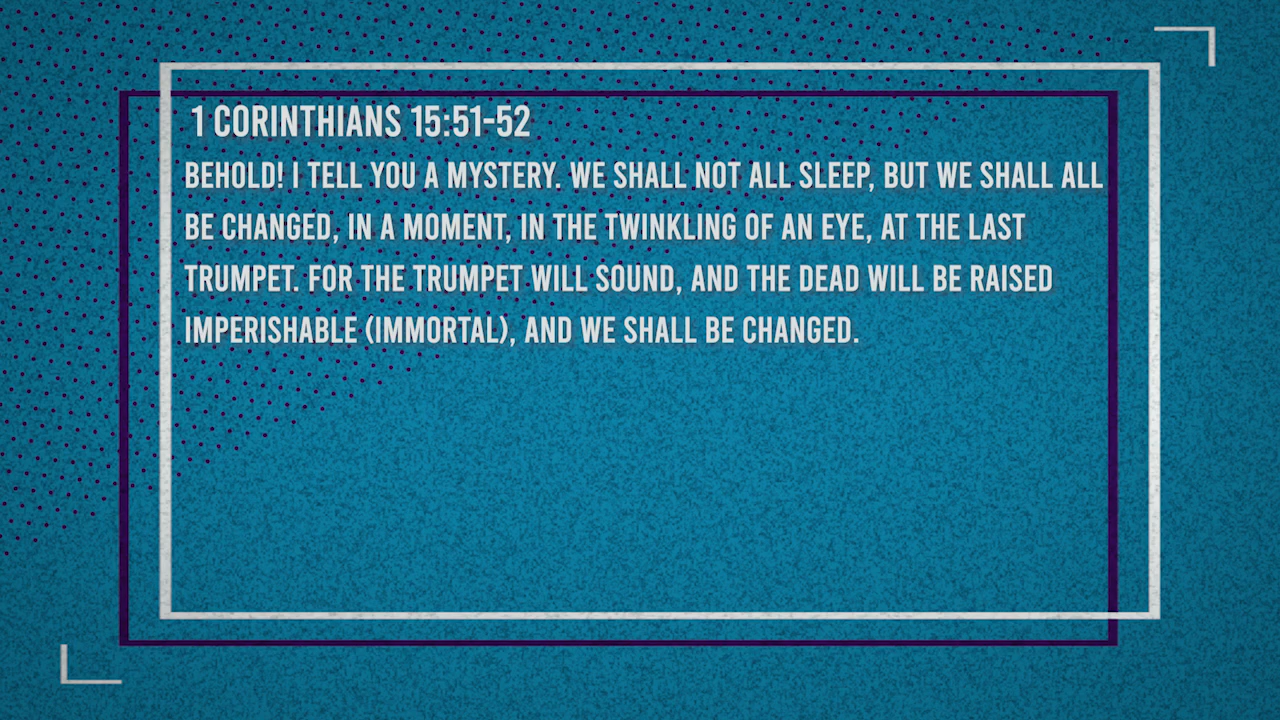 1 CORINTHIANS 15:51-52
BEHOLD! I TELL YOU A MYSTERY. WE SHALL NOT ALL SLEEP, BUT WE SHALL ALL
BE CHANGED, IN A MOMENT, IN THE TWINKLING OF AN EYE, AT THE LAST
TRUMPET. FOR THE TRUMPET WILL SOUND, AND THE DEAD WILL BE RAISED
IMPERISHABLE (IMMORTAL), AND WE SHALL BE CHANGED.